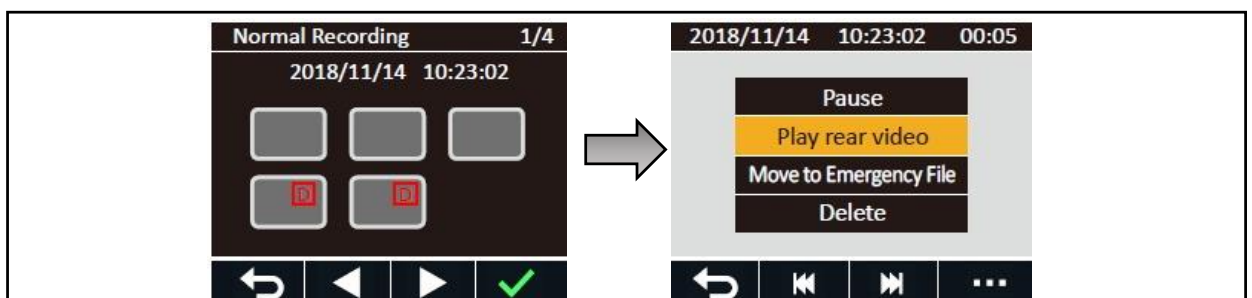 Normal Recording 1/4
2018/11/14 10:23:02
D D
2018/11/14 10:23:02 00:05
Pause
Play rear video
Move to Emergency File
Delete